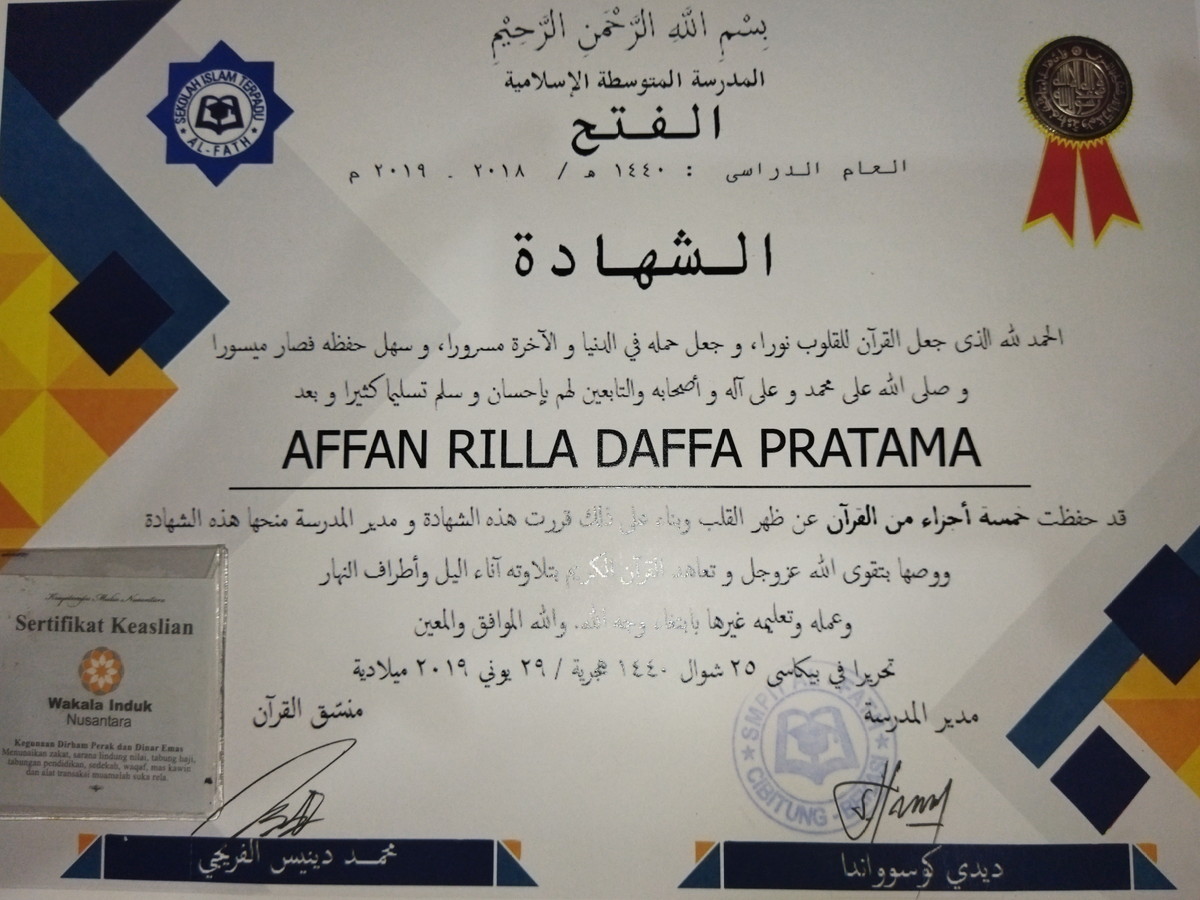 بِسْمِ اللَّهِ الرَّحْمَنِ الرَّحِيْمِ
المدرسة المتوسطة الإسلامية
الفتح
العام الدراسى : ١٤٤٠ ه / ٢٠١٨ - ٢٠١٩ م
SEKOLAH ISLAM TERPADU
AL-FATH
الشهادة
الحمد لله الذى جعل القرآن للقلوب نورا، و جعل حمله في الدنيا و الآخرة مسرورا، و سهل حفظه فصار ميسورا
و صلى الله على محمد و على آله و أصحابه والتابعين لهم بإحسان و سلم تسليما كثيرا و بعد
AFFAN RILLA DAFFA PRATAMA
قد حفظت خمسة أجزاء من القرآن عن ظهر القلب وبناء على ذلك قررت هذه الشهادة و مدير المدرسة منحها هذه الشهادة
ووصها بتقوى الله عزوجل و تعاهد القرآن الكريم بتلاوته آناء اليل وأطراف النهار
وعمله وتعليمه غيرها بابتغاء وجه الله. والله الموافق والمعين
تحريرا في بيكاسى ٢٥ شوال ١٤٤٠ هجرية / ٢٩ يوني ٢٠١٩ ميلادية
مدير المدرسة
منسّق القرآن
SMPIT AL-FATH
CIBITUNG - BEKASI
ديدي كوسوواندا
محمد دينيس الفريجي
Sertifikat Keaslian
Wakala Induk
Nusantara
Kegunaan Dirham Perak dan Dinar Emas
Menunaikan zakat, sarana lindung nilai, tabung haji,
tabungan pendidikan, sedekah, waqaf, mas kawin
dan alat transaksi muamalah suka rela.